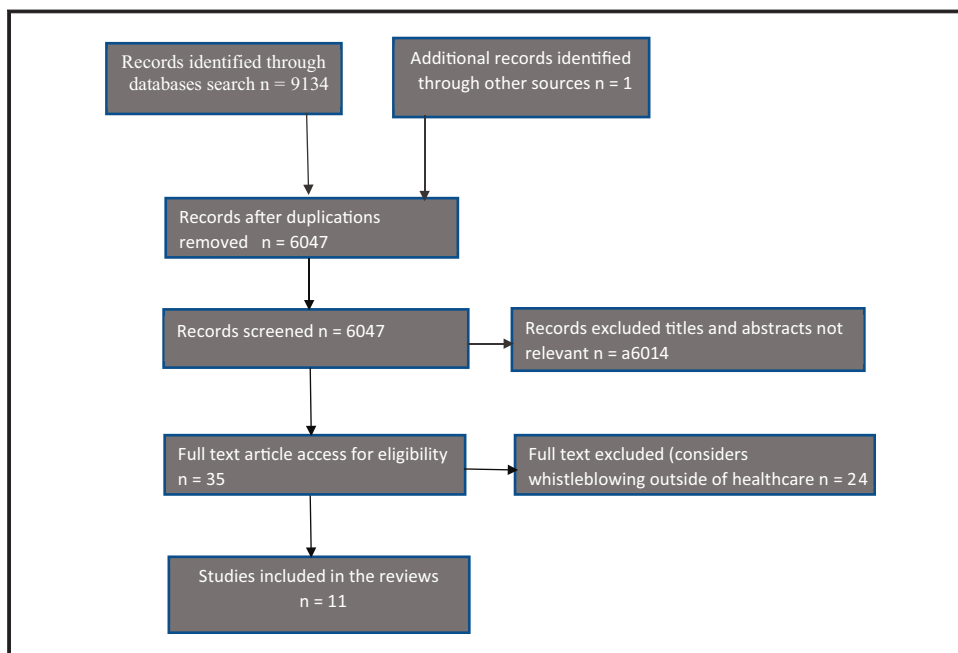 Records identified through
databases search n = 9134
Additional records identified
through other sources n = 1
Records after duplications
removed n = 6047
Records screened n = 6047
Records excluded titles and abstracts not
relevant n = a6014
Full text article access for eligibility
n = 35
Full text excluded (considers
whistleblowing outside of healthcare n = 24
Studies included in the reviews
n = 11